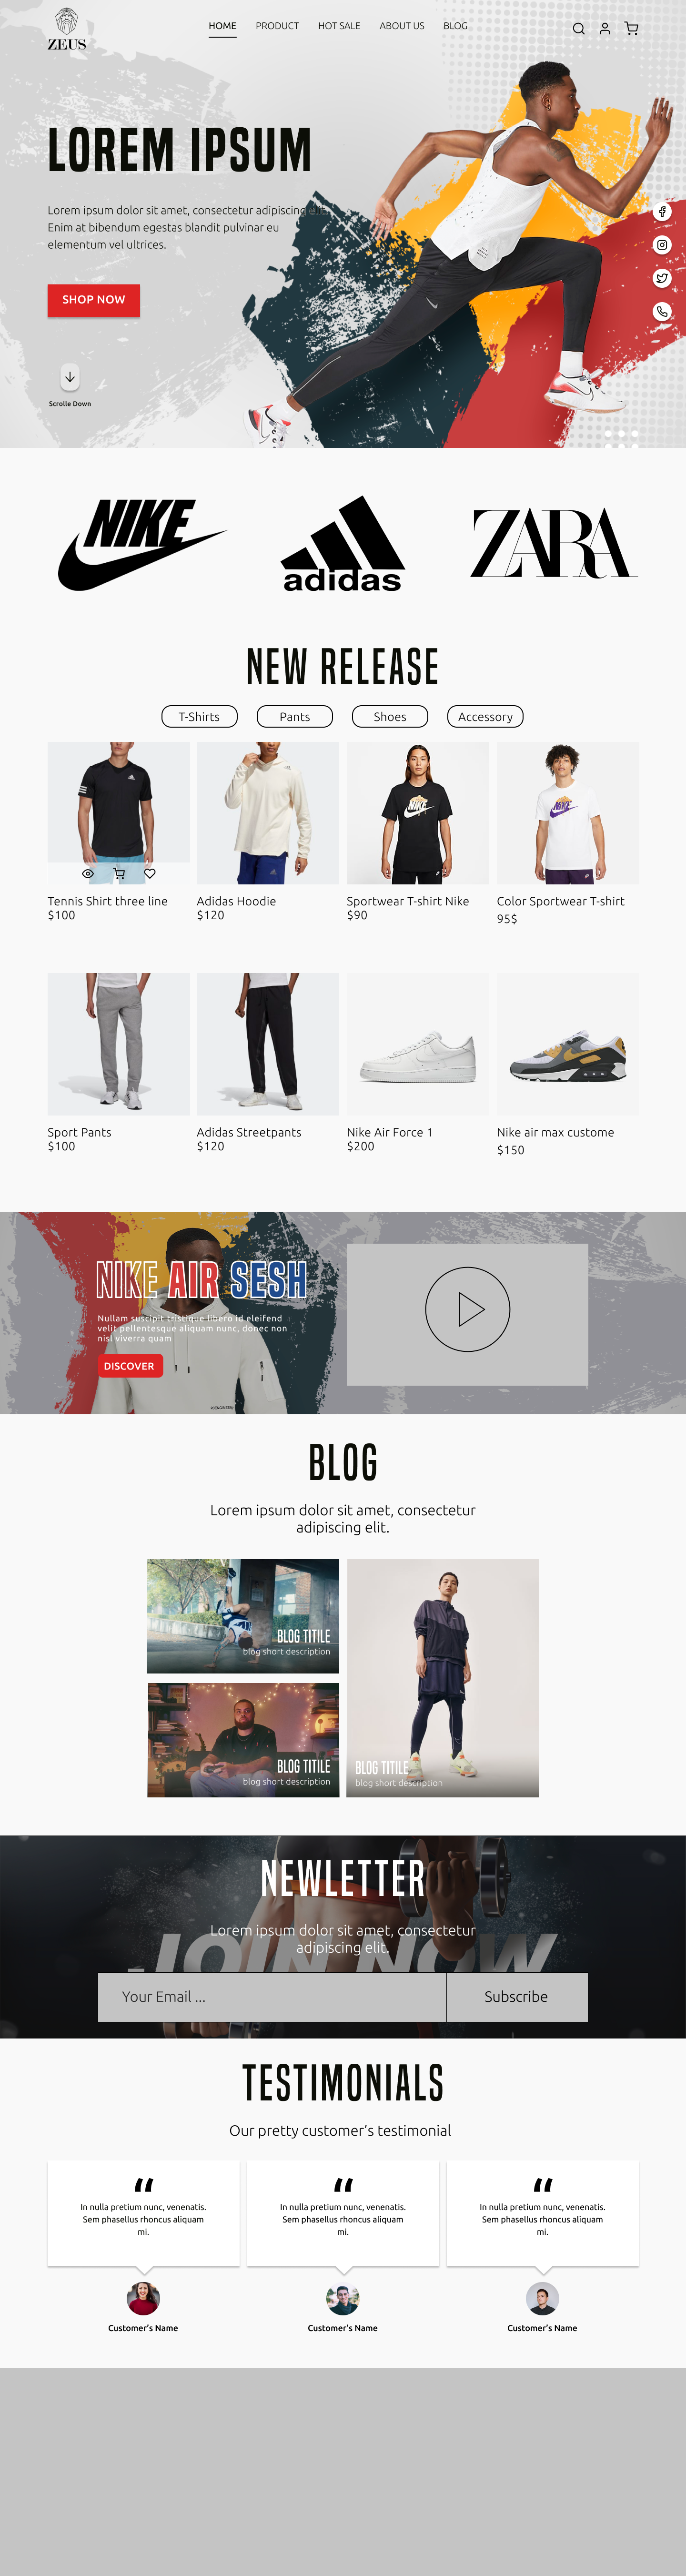 ZEUS
HOME PRODUCT HOT SALE ABOUT US BLOG
LOREM IPSUM
Lorem ipsum dolor sit amet, consectetur adipiscing
Enim at bibendum egestas blandit pulvinar eu
elementum vel ultrices.
SHOP NOW
Scrolle Down
NIKE
adidas
ZARA
NEW RELEASE
T-Shirts Pants Shoes Accessory
NIKE
NIKE
Tennis Shirt three line
$100
Adidas Hoodie
$120
Sportwear T-shirt Nike
$90
Color Sportwear T-shirt
95$
Sport Pants
$100
Adidas Streetpants
$120
Nike Air Force 1
$200
Nike air max custome
$150
NIKE AIR SESH
Nullam suscipit tristique libero id eleifend
velit pellentesque aliquam nunc, donec non
nisl viverra quam
DISCOVER
BLOG
Lorem ipsum dolor sit amet, consectetur
adipiscing elit.
BLOG TITILE
blog short description
BLOG TITILE
blog short description
BLOG TITILE
blog short description
NEWLETTER
Lorem ipsum dolor sit amet, consectetur
adipiscing elit.
JOIN NOW
Your Email ...
Subscribe
TESTIMONIALS
Our pretty customer's testimonial
“
In nulla pretium nunc, venenatis.
Sem phasellus rhoncus aliquam
mi.
Customer's Name
“
In nulla pretium nunc, venenatis.
Sem phasellus rhoncus aliquam
mi.
Customer's Name
“
In nulla pretium nunc, venenatis.
Sem phasellus rhoncus aliquam
mi.
Customer's Name